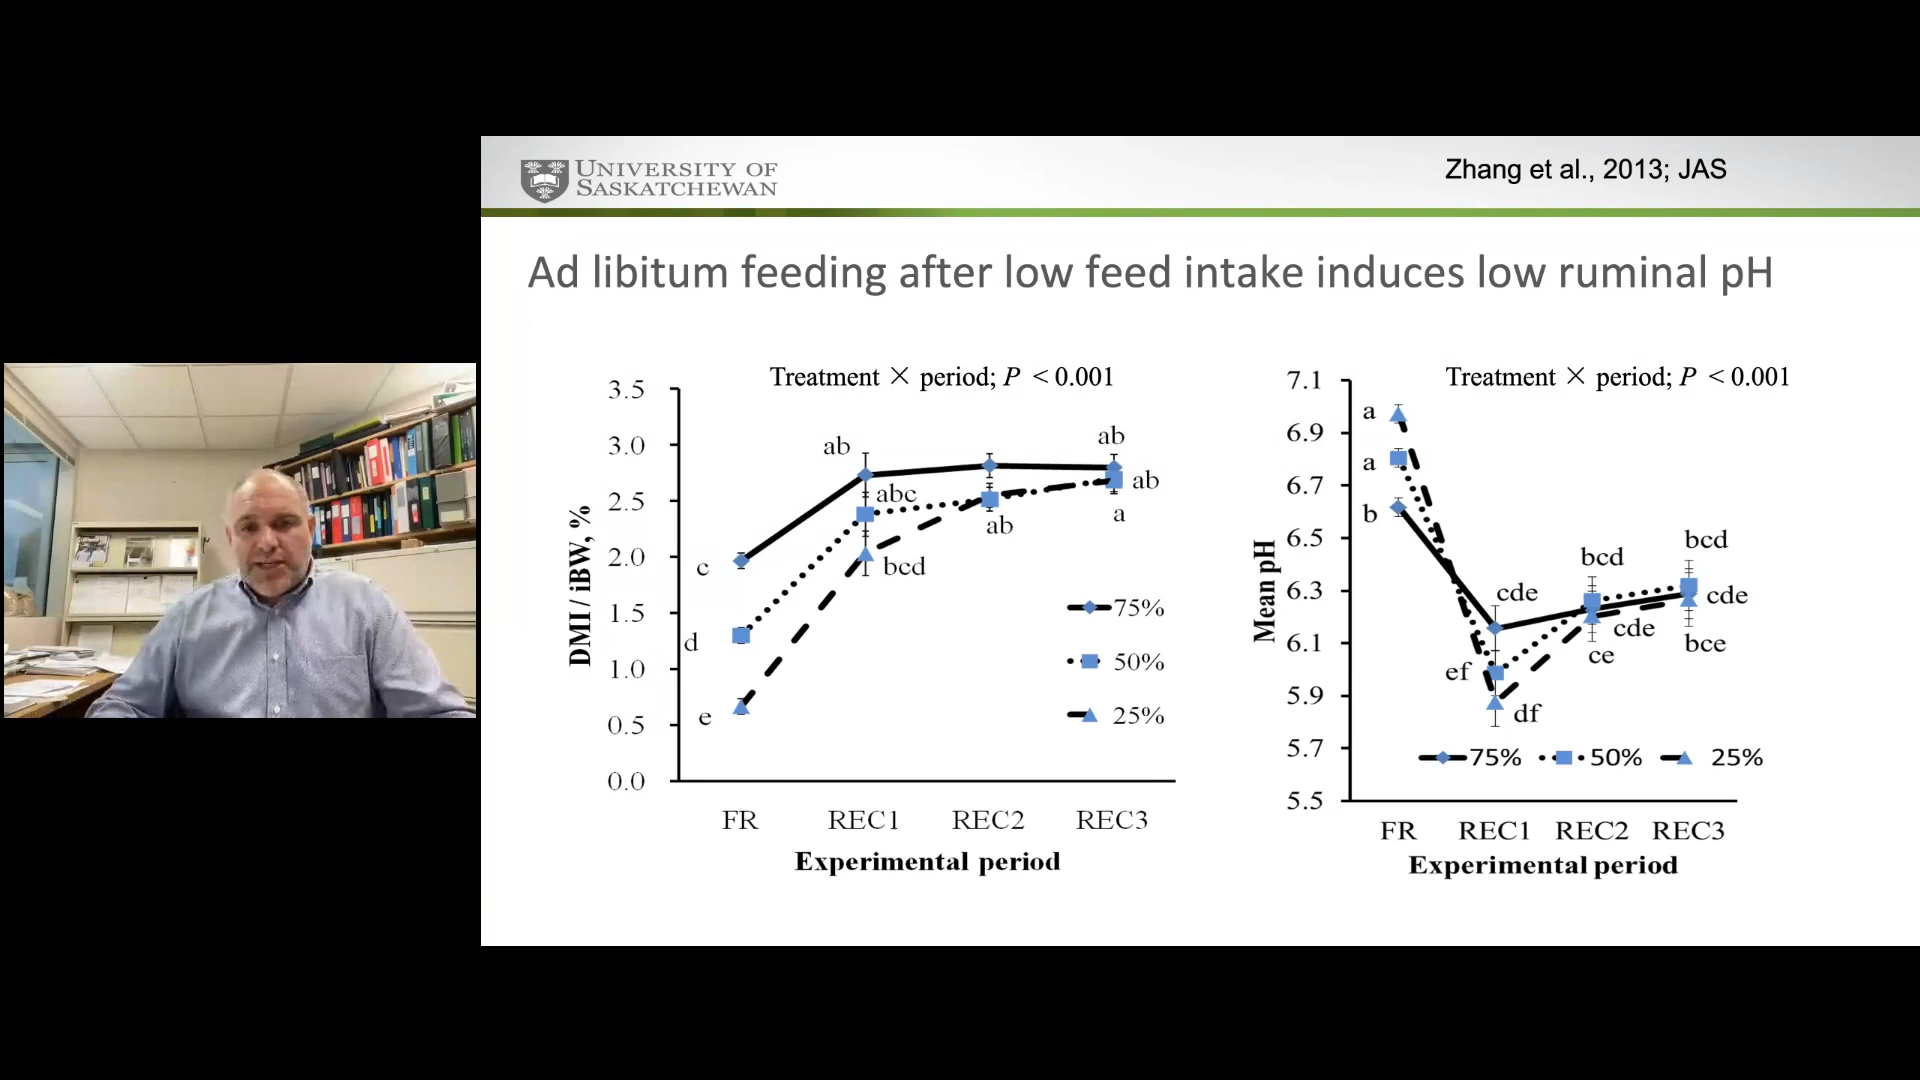 UNIVERSITY OF
SASKATCHEWAN
Zhang et al., 2013; JAS
Ad libitum feeding after low feed intake induces low ruminal pH
Treatment × period; P < 0.001
DMI / iBW, %
3.5
3.0
2.5
2.0
1.5
1.0
0.5
0.0
ab
ab
abc
ab
ab
a
c
bcd
d
e
75%
50%
25%
FR REC1 REC2 REC3
Experimental period
Treatment × period; P < 0.001
Mean pH
7.1
6.9
6.7
6.5
6.3
6.1
5.9
5.7
5.5
a
a
b
bcd
bcd
cde
cde
cde
bce
ce
ef
df
75% 50% 25%
FR REC1 REC2 REC3
Experimental period